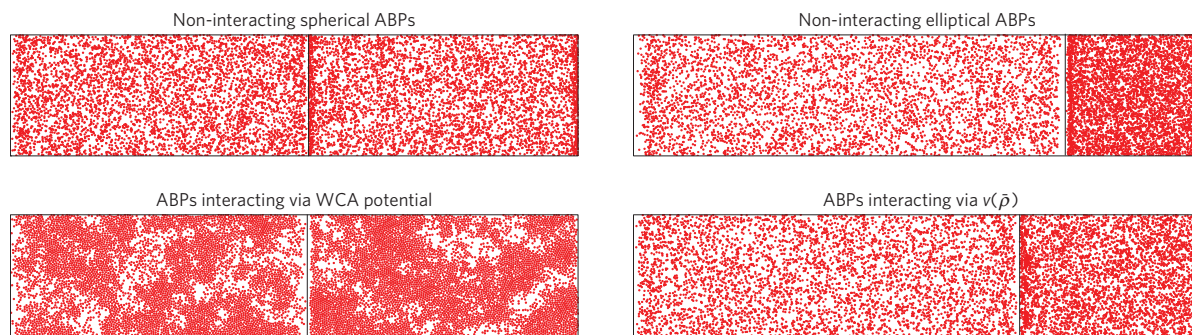 Non-interacting spherical ABPs
Non-interacting elliptical ABPs
ABPs interacting via WCA potential
ABPs interacting via v(ρ̄)